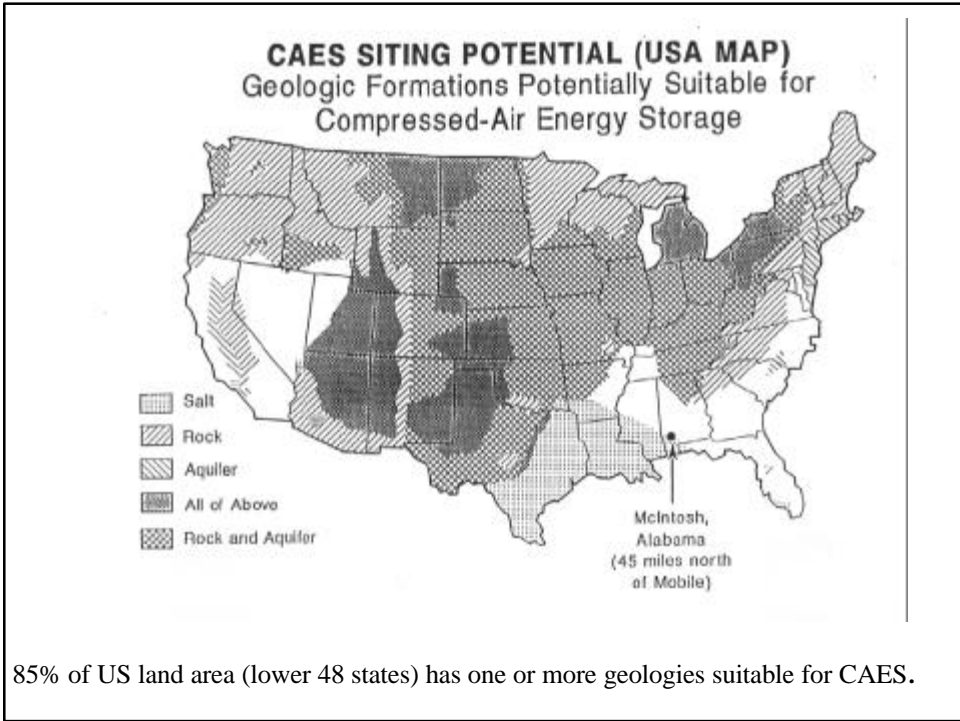 CAES SITING POTENTIAL (USA MAP)
Geologic Formations Potentially Suitable for
Compressed-Air Energy Storage
Salt
Rock
Aquifer
All of Above
Rock and Aquifer
McIntosh,
Alabama
(45 miles north
of Mobile)
85% of US land area (lower 48 states) has one or more geologies suitable for CAES.